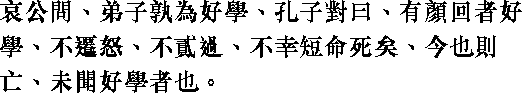 哀公問、弟子孰為好學、孔子對曰、有顏回者好
學、不遷怒、不貳過、不幸短命死矣、今也則
亡、未聞好學者也。